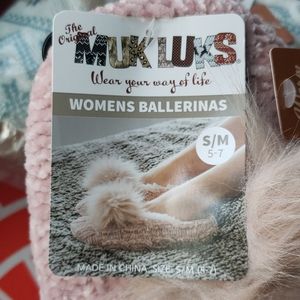 The Original
MUK LUKS®
Wear your way of life
WOMENS BALLERINAS
S/M
5-7
MADE IN CHINA SIZE: S/M (5-7)